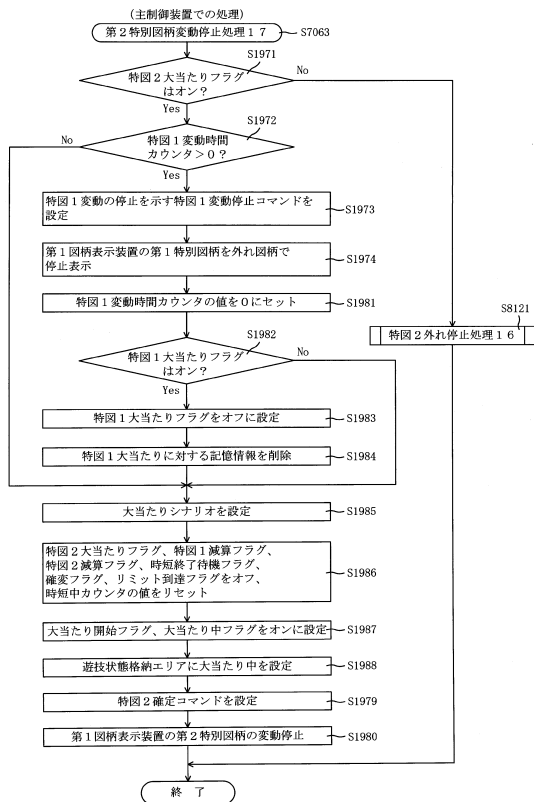 (主制御装置での処理)
第2特別図柄変動停止処理17
S7063
S1971
特図2大当たりフラグ
はオン?
No
Yes
S1972
No
特図1変動時間
カウンタ>0?
Yes
特図1変動の停止を示す特図1変動停止コマンドを
設定
S1973
第1図柄表示装置の第1特別図柄を外れ図柄で
停止表示
S1974
特図1変動時間カウンタの値を0にセット
S1981
S8121
特図2外れ停止処理16
S1982
特図1大当たりフラグ
はオン?
No
Yes
特図1大当たりフラグをオフに設定
S1983
特図1大当たりに対する記憶情報を削除
S1984
大当たりシナリオを設定
S1985
特図2大当たりフラグ、特図1減算フラグ、
特図2減算フラグ、時短終了待機フラグ、
確変フラグ、リミット到達フラグをオフ、
時短中カウンタの値をリセット
S1986
大当たり開始フラグ、大当たり中フラグをオンに設定
S1987
遊技状態格納エリアに大当たり中を設定
S1988
特図2確定コマンドを設定
S1979
第1図柄表示装置の第2特別図柄の変動停止
S1980
終 了